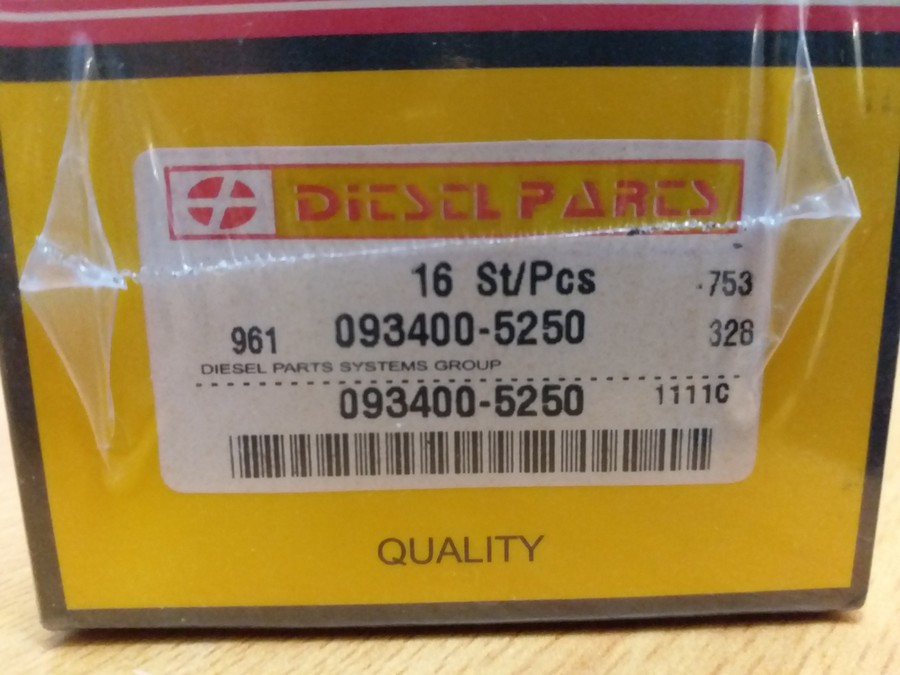 DiESEL PARTS
16 St/Pcs 753
961 093400-5250 328
DIESEL PARTS SYSTEMS GROUP
093400-5250 1111C
QUALITY